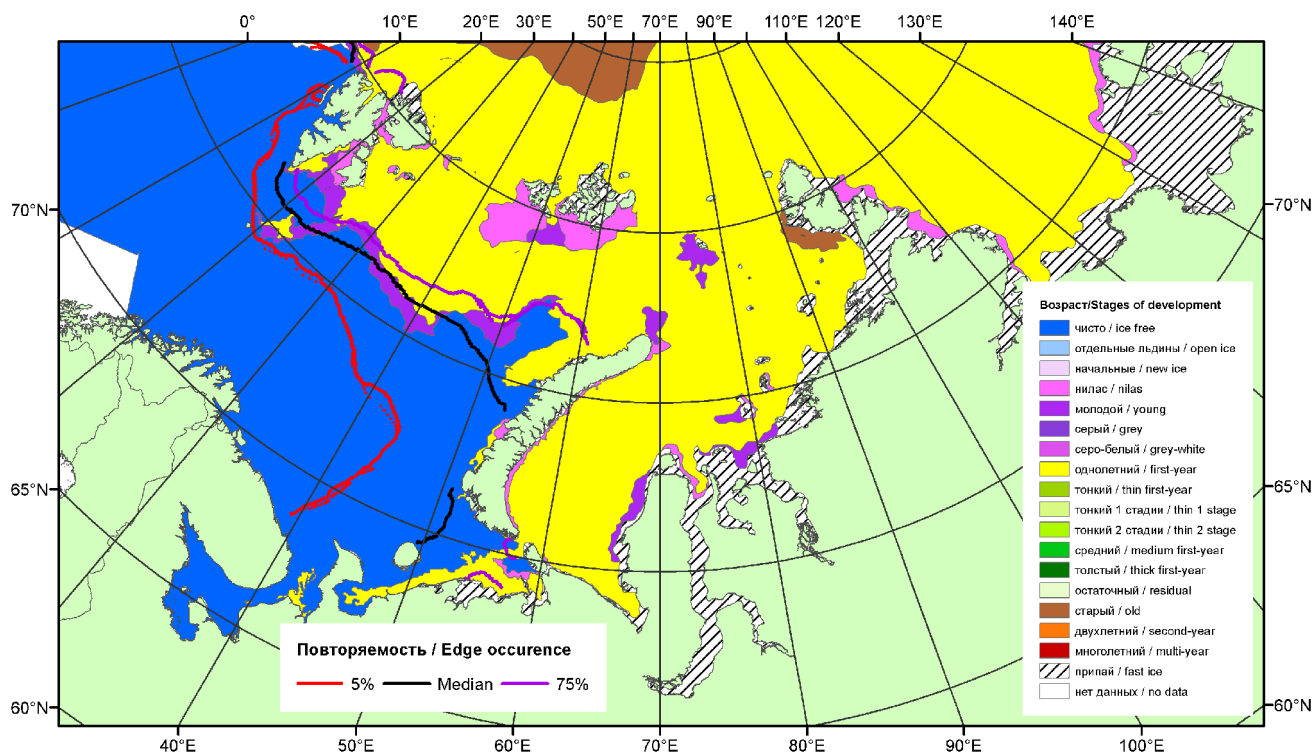 0° 10°E 20°E 30°E 50°E 60°E 70°E 90°E 100°E 110°E 120°E 130°E 140°E
70°N 70°N
Возраст/Stages of development
чисто / ice free
отдельные льдины / open ice
начальные / new ice
нилас / nilas
молодой / young
серый / grey
серо-белый / grey-white
однолетний / first-year
тонкий / thin first-year
65°N 65°N
тонкий 1 стадии / thin 1 stage
тонкий 2 стадии / thin 2 stage
средний / medium first-year
толстый / thick first-year
остаточный / residual
старый / old
двухлетний / second-year
многолетний / multi-year
припай / fast ice
нет данных / no data
Повторяемость / Edge occurence
5% Median 75%
60°N 60°N
40°E 50°E 60°E 70°E 80°E 90°E 100°E